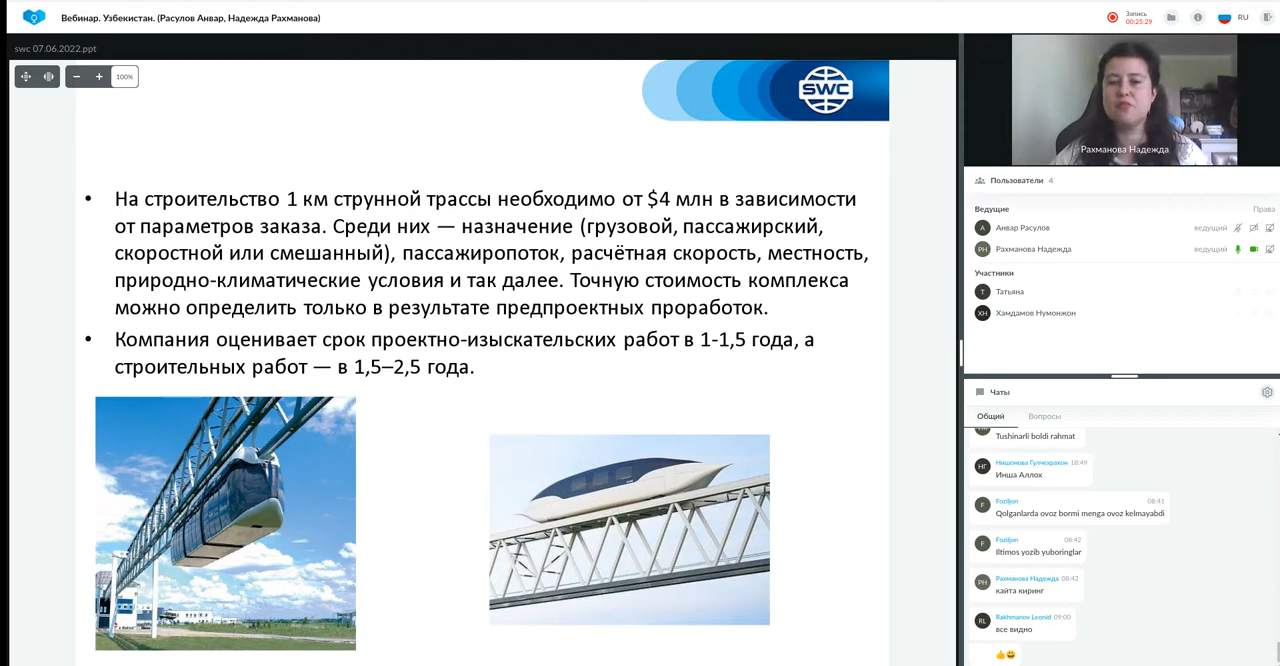 Вебинар. Узбекистан. (Расулов Анвар, Надежда Рахманова)
Запись
00:25:29
RU
swc 07.06.2022.ppt
100%
SWC
• На строительство 1 км струнной трассы необходимо от $4 млн в зависимости
от параметров заказа. Среди них — назначение (грузовой, пассажирский,
скоростной или смешанный), пассажиропоток, расчётная скорость, местность,
природно-климатические условия и так далее. Точную стоимость комплекса
можно определить только в результате предпроектных проработок.
• Компания оценивает срок проектно-изыскательских работ в 1-1,5 года, а
строительных работ — в 1,5–2,5 года.
Рахманова Надежда
Пользователи 4
Ведущие Права
А Анвар Расулов ведущий
РН Рахманова Надежда ведущий
Участники
Т Татьяна
ХН Хамдамов Нумонжон
Чаты
Общий Вопросы
Tushinarli boldi rahmat
НГ Нишонова Гулчехрахон 18:49
Инша Аллох
F Foziljon 08:41
Qolganlarda ovoz bormi menga ovoz kelmayabdi
F Foziljon 08:42
Iltimos yozib yuboringlar
РН Рахманова Надежда 08:42
кайта киринг
RL Rakhmanov Leonid 09:00
все видно
👍😃